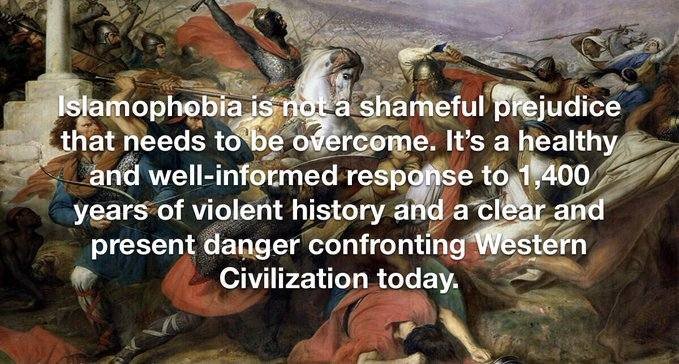 Islamophobia is not a shameful prejudice
that needs to be overcome. It’s a healthy
and well-informed response to 1,400
years of violent history and a clear and
present danger confronting Western
Civilization today.